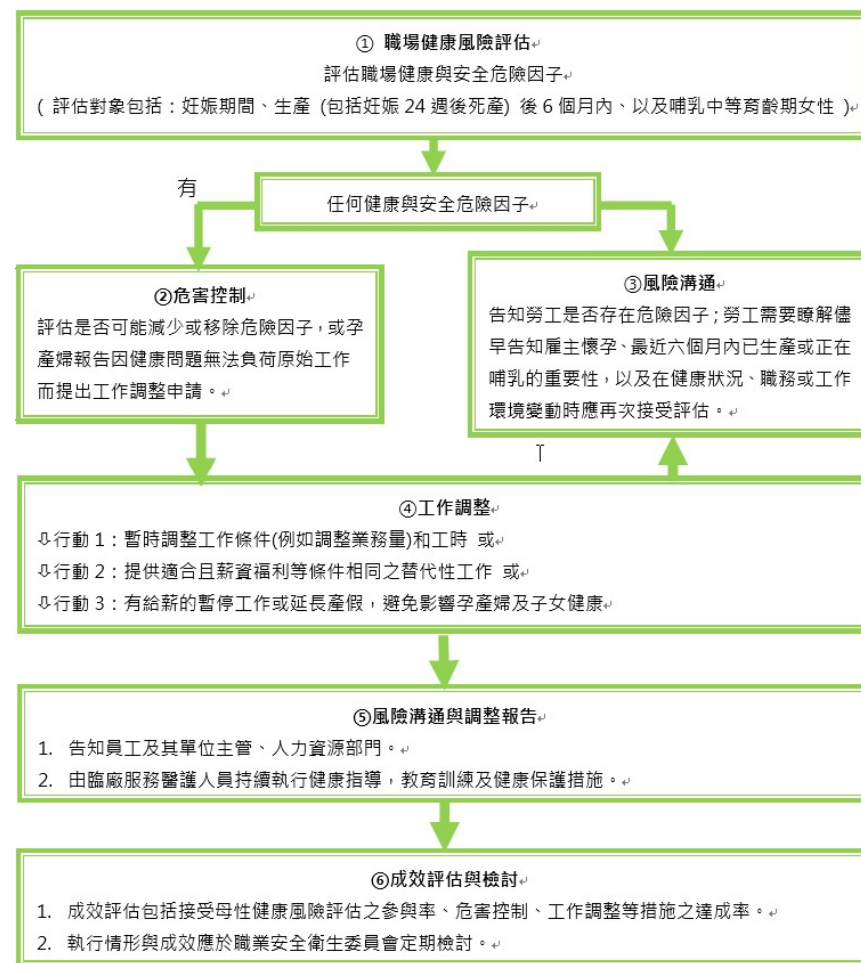 ① 職場健康風險評估
評估職場健康與安全危險因子
( 評估對象包括：妊娠期間、生產 (包括妊娠 24 週後死產) 後 6 個月內、以及哺乳中等育齡期女性 )
有
任何健康與安全危險因子
②危害控制
評估是否可能減少或移除危險因子，或孕
產婦報告因健康問題無法負荷原始工作
而提出工作調整申請。
③風險溝通
告知勞工是否存在危險因子；勞工需要瞭解儘
早告知雇主懷孕、最近六個月內已生產或正在
哺乳的重要性，以及在健康狀況、職務或工作
環境變動時應再次接受評估。
④工作調整
⇩行動 1：暫時調整工作條件(例如調整業務量)和工時 或
⇩行動 2：提供適合且薪資福利等條件相同之替代性工作 或
⇩行動 3：有給薪的暫停工作或延長產假，避免影響孕產婦及子女健康
⑤風險溝通與調整報告
1. 告知員工及其單位主管、人力資源部門。
2. 由臨廠服務醫護人員持續執行健康指導，教育訓練及健康保護措施。
⑥成效評估與檢討
1. 成效評估包括接受母性健康風險評估之參與率、危害控制、工作調整等措施之達成率。
2. 執行情形與成效應於職業安全衛生委員會定期檢討。